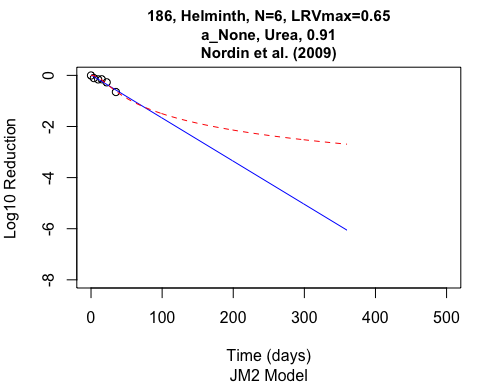 186, Helminth, N=6, LRVmax=0.65
a_None, Urea, 0.91
Nordin et al. (2009)
Log10 Reduction
0
-2
-4
-6
-8
0 100 200 300 400 500
Time (days)
JM2 Model